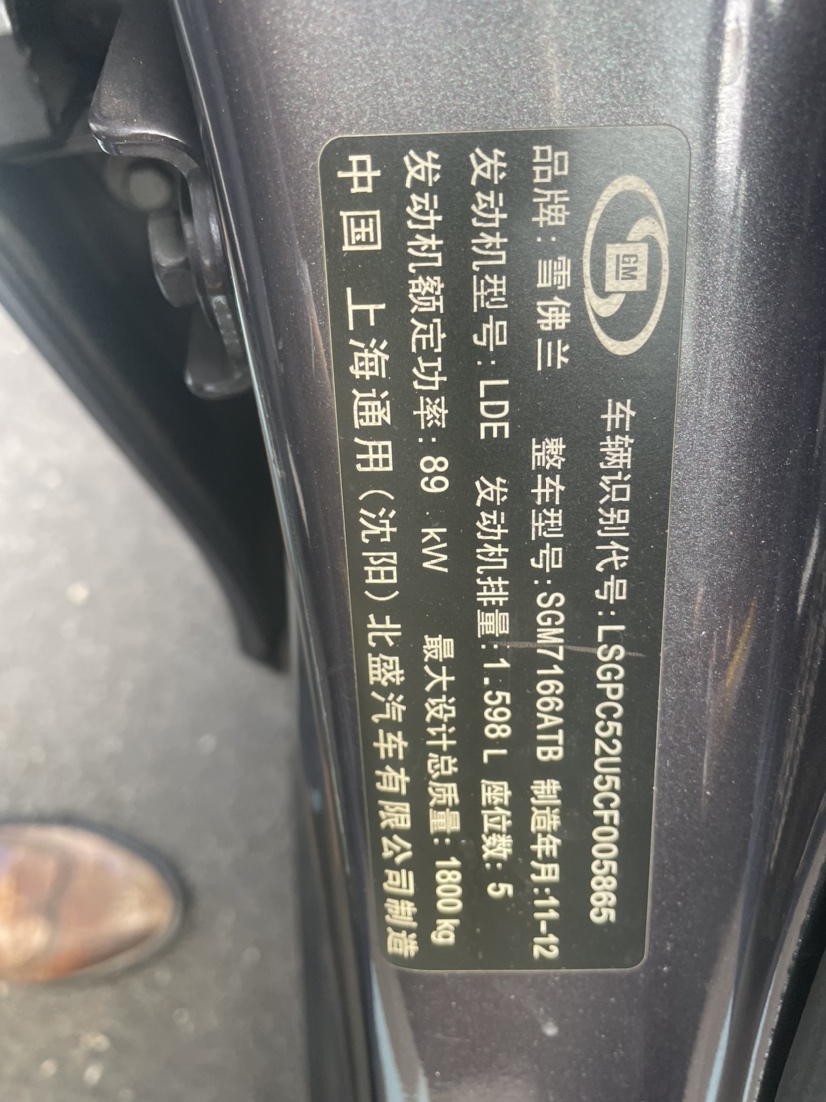 GM
车辆识别代号:LSGPC52U5CF005865
品牌:雪佛兰 整车型号:SGM7166ATB 制造年月:11-12
发动机型号:LDE 发动机排量:1.598L 座位数:5
发动机额定功率:89 kW 最大设计总质量:1800kg
中国 上海通用(沈阳)北盛汽车有限公司制造